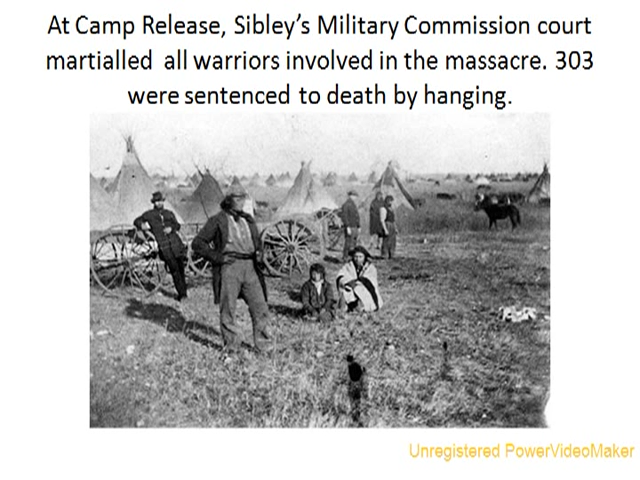 At Camp Release, Sibley’s Military Commission court
martialled all warriors involved in the massacre. 303
were sentenced to death by hanging.
Unregistered PowerVideoMaker